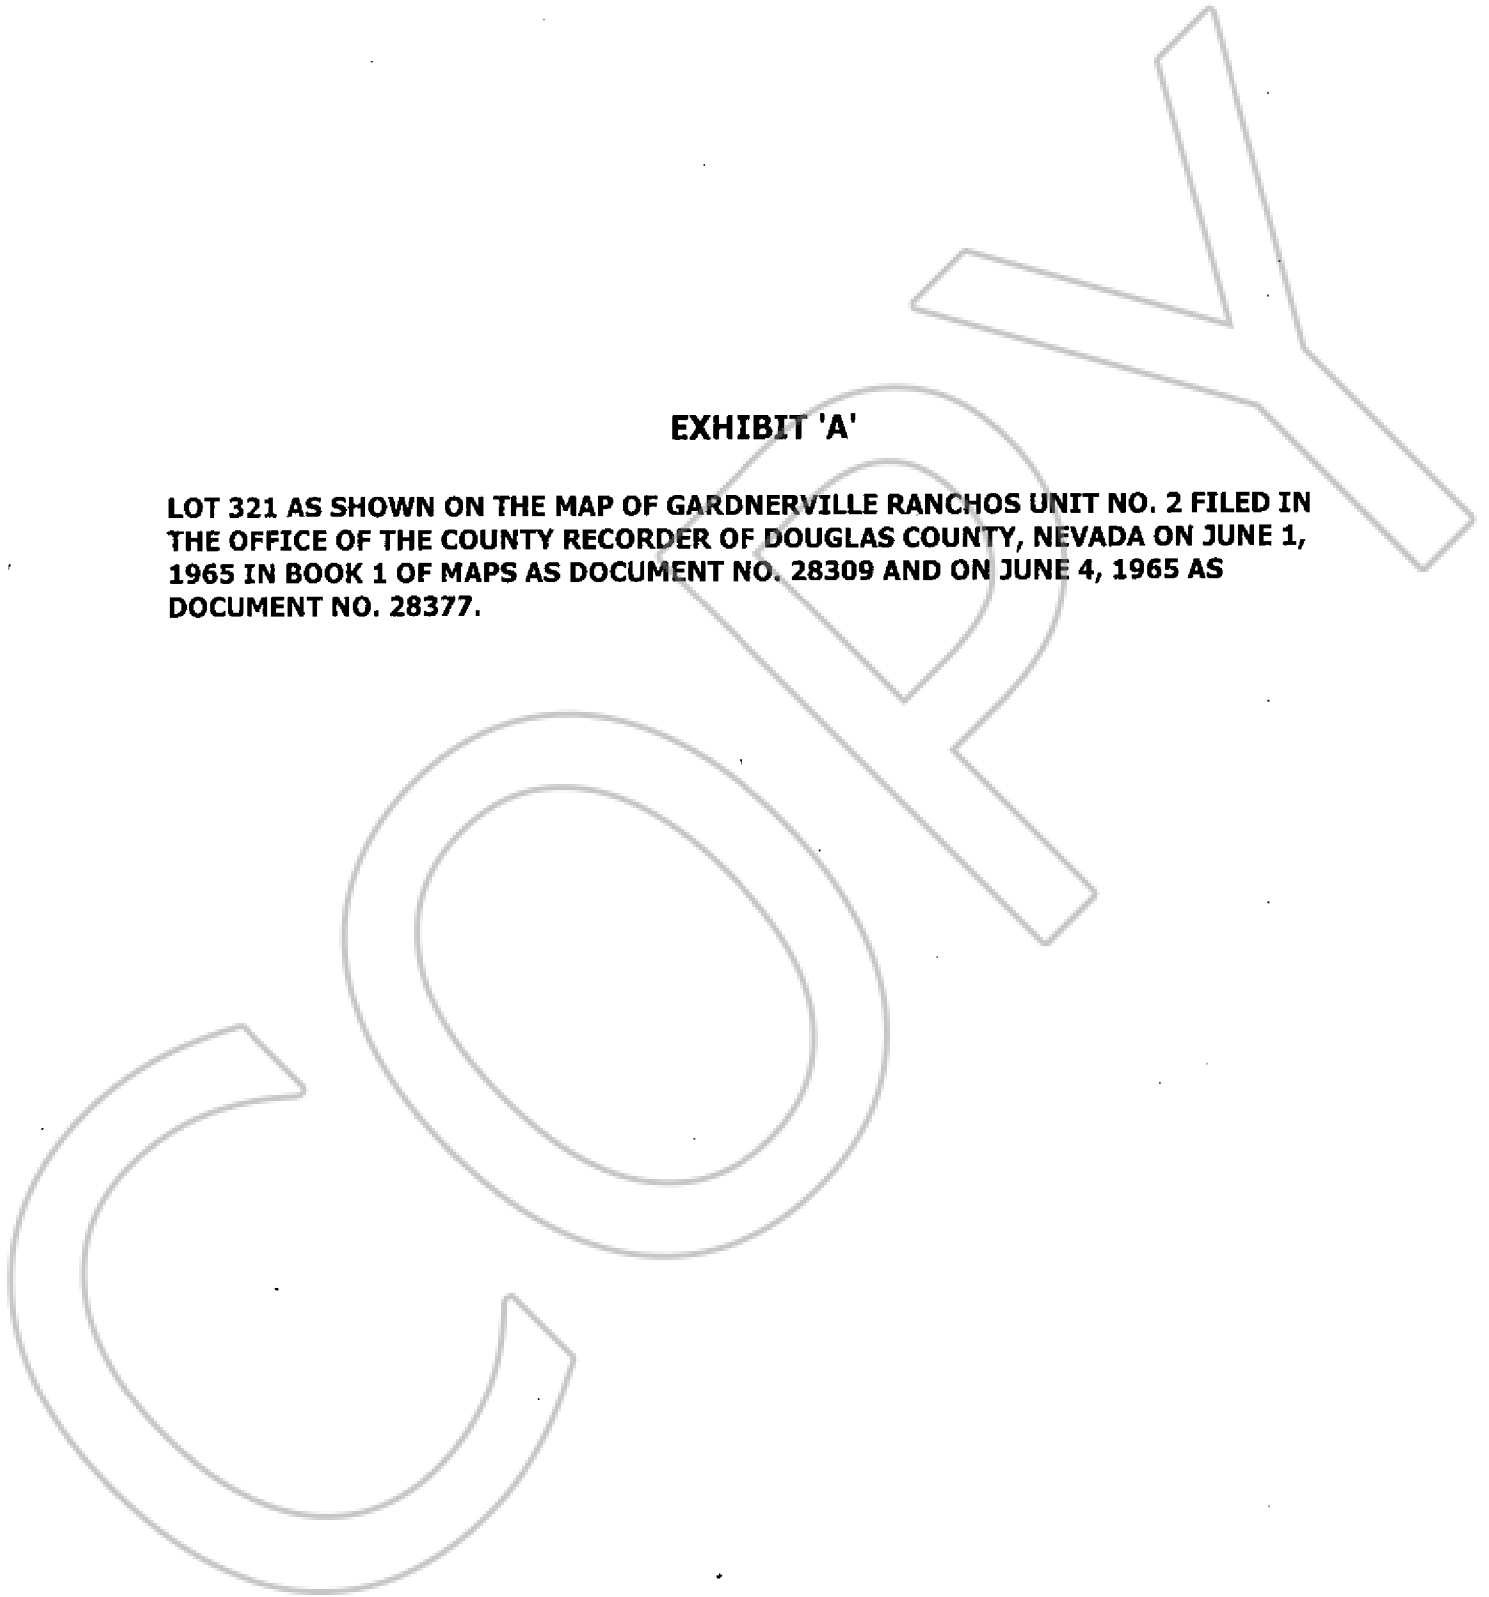 EXHIBIT 'A'
LOT 321 AS SHOWN ON THE MAP OF GARDNERVILLE RANCHOS UNIT NO. 2 FILED IN
THE OFFICE OF THE COUNTY RECORDER OF DOUGLAS COUNTY, NEVADA ON JUNE 1,
1965 IN BOOK 1 OF MAPS AS DOCUMENT NO. 28309 AND ON JUNE 4, 1965 AS
DOCUMENT NO. 28377.
COPY